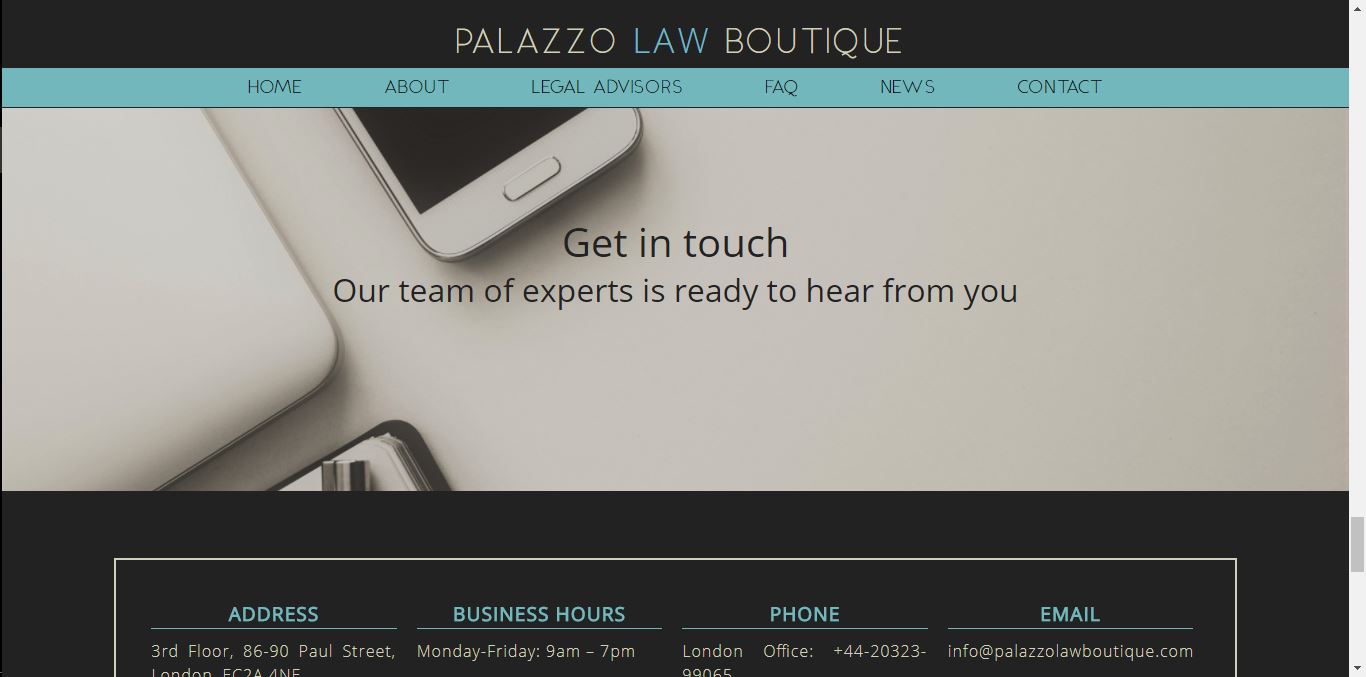 PALAZZO LAW BOUTIQUE
HOME ABOUT LEGAL ADVISORS FAQ NEWS CONTACT
Get in touch
Our team of experts is ready to hear from you
ADDRESS
3rd Floor, 86-90 Paul Street,
London, EC2A 4NE
BUSINESS HOURS
Monday-Friday: 9am – 7pm
PHONE
London Office: +44-20323-
99065
EMAIL
info@palazzolawboutique.com